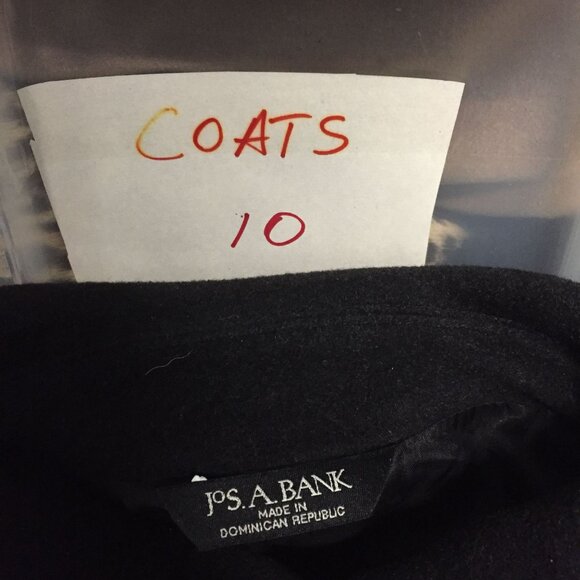 COATS
10
JOS. A. BANK
MADE IN
DOMINICAN REPUBLIC